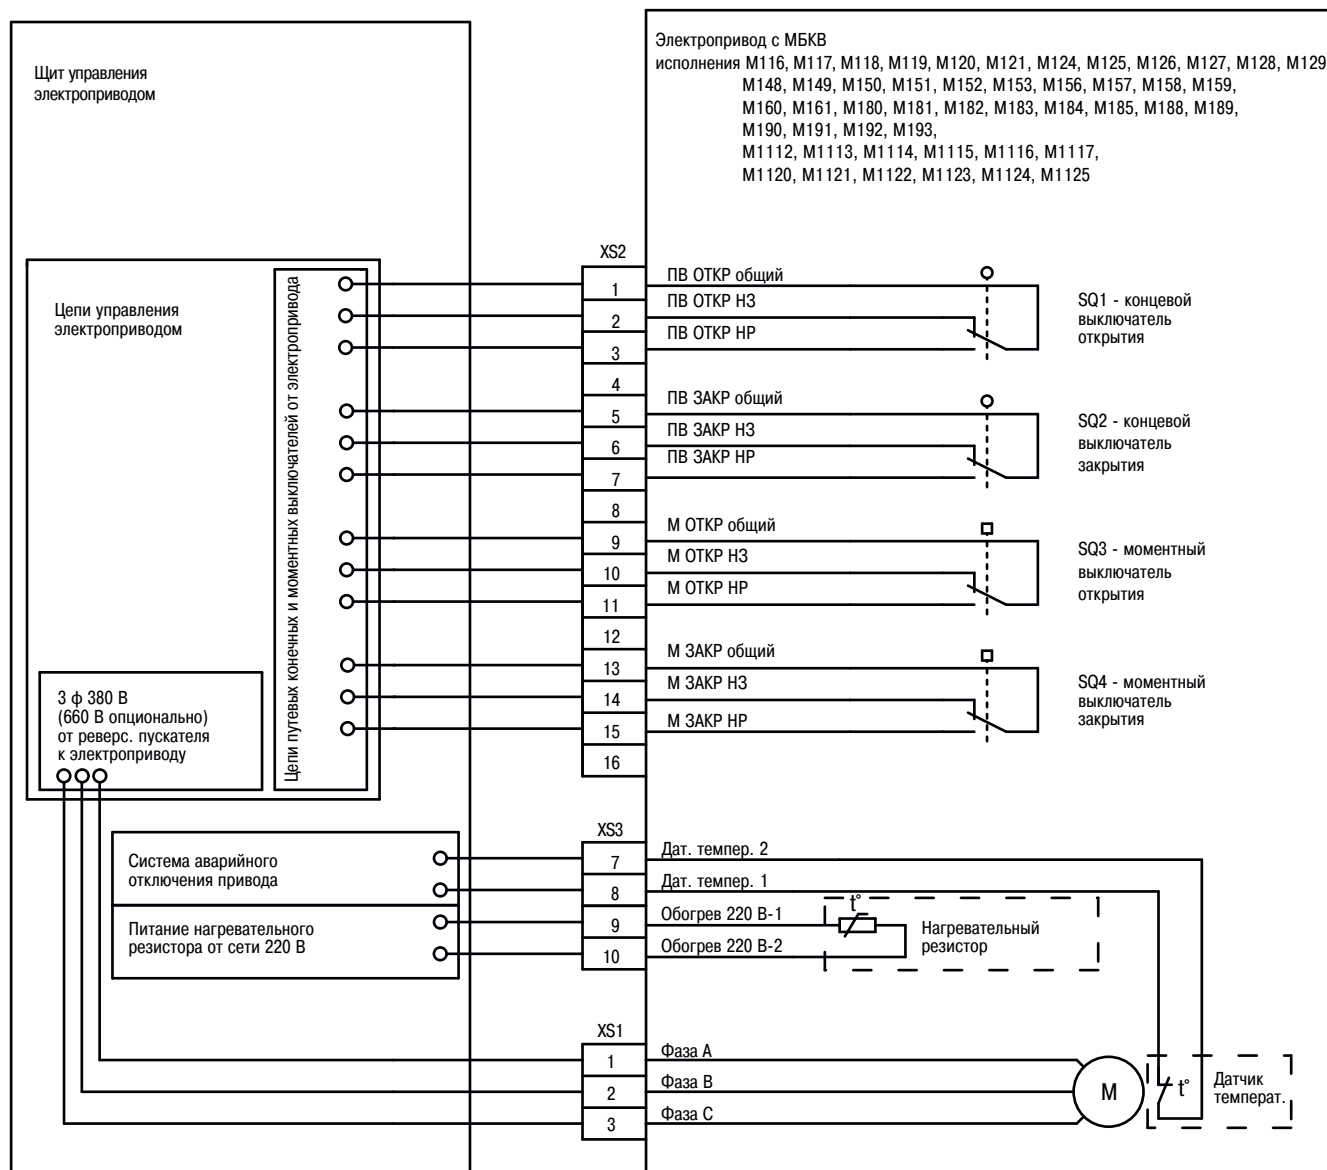 Щит управления
электроприводом
Электропривод с МБКВ
исполнения М116, М117, М118, М119, М120, М121, М124, М125, М126, М127, М128, М129
М148, М149, М150, М151, М152, М153, М156, М157, М158, М159,
М160, М161, М180, М181, М182, М183, М184, М185, М188, М189,
М190, М191, М192, М193,
М1112, М1113, М1114, М1115, М1116, М1117,
М1120, М1121, М1122, М1123, М1124, М1125
Цепи управления
электроприводом
Цепи путевых конечных и моментных выключателей от электропривода
3 ф 380 В
(660 В опционально)
от реверс. пускателя
к электроприводу
XS2
1
2
3
4
5
6
7
8
9
10
11
12
13
14
15
16
ПВ ОТКР общий
ПВ ОТКР НЗ
ПВ ОТКР НР
SQ1 - концевой
выключатель
открытия
ПВ ЗАКР общий
ПВ ЗАКР НЗ
ПВ ЗАКР НР
SQ2 - концевой
выключатель
закрытия
М ОТКР общий
М ОТКР НЗ
М ОТКР НР
SQ3 - моментный
выключатель
открытия
М ЗАКР общий
М ЗАКР НЗ
М ЗАКР НР
SQ4 - моментный
выключатель
закрытия
Система аварийного
отключения привода
Питание нагревательного
резистора от сети 220 В
XS3
7
8
9
10
Дат. темпер. 2
Дат. темпер. 1
Обогрев 220 В-1
Обогрев 220 В-2
t°
Нагревательный
резистор
XS1
1
2
3
Фаза А
Фаза В
Фаза С
М
t°
Датчик
температ.